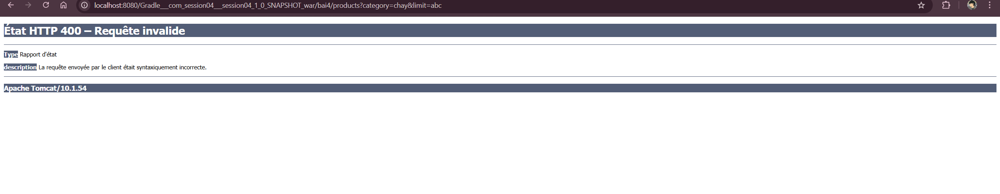 localhost:8080/Gradle___com_session04___session04_1_0_SNAPSHOT_war/bai4/products?category=chay&limit=abc
État HTTP 400 – Requête invalide
Type Rapport d'état
description La requête envoyée par le client était syntaxiquement incorrecte.
Apache Tomcat/10.1.54